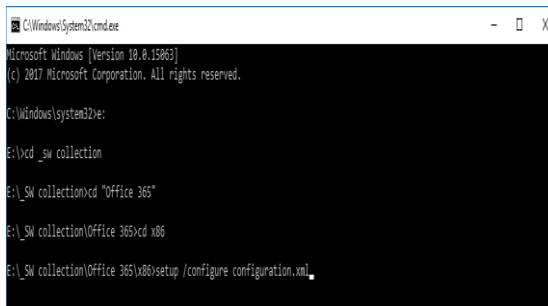 C:\Windows\System32\cmd.exe
Microsoft Windows [Version 10.0.15063]
(c) 2017 Microsoft Corporation. All rights reserved.
C:\Windows\system32>e:
E:\>cd _sw collection
E:\_SW collection>cd "Office 365"
E:\_SW collection\Office 365>cd x86
E:\_SW collection\Office 365\x86>setup /configure configuration.xml